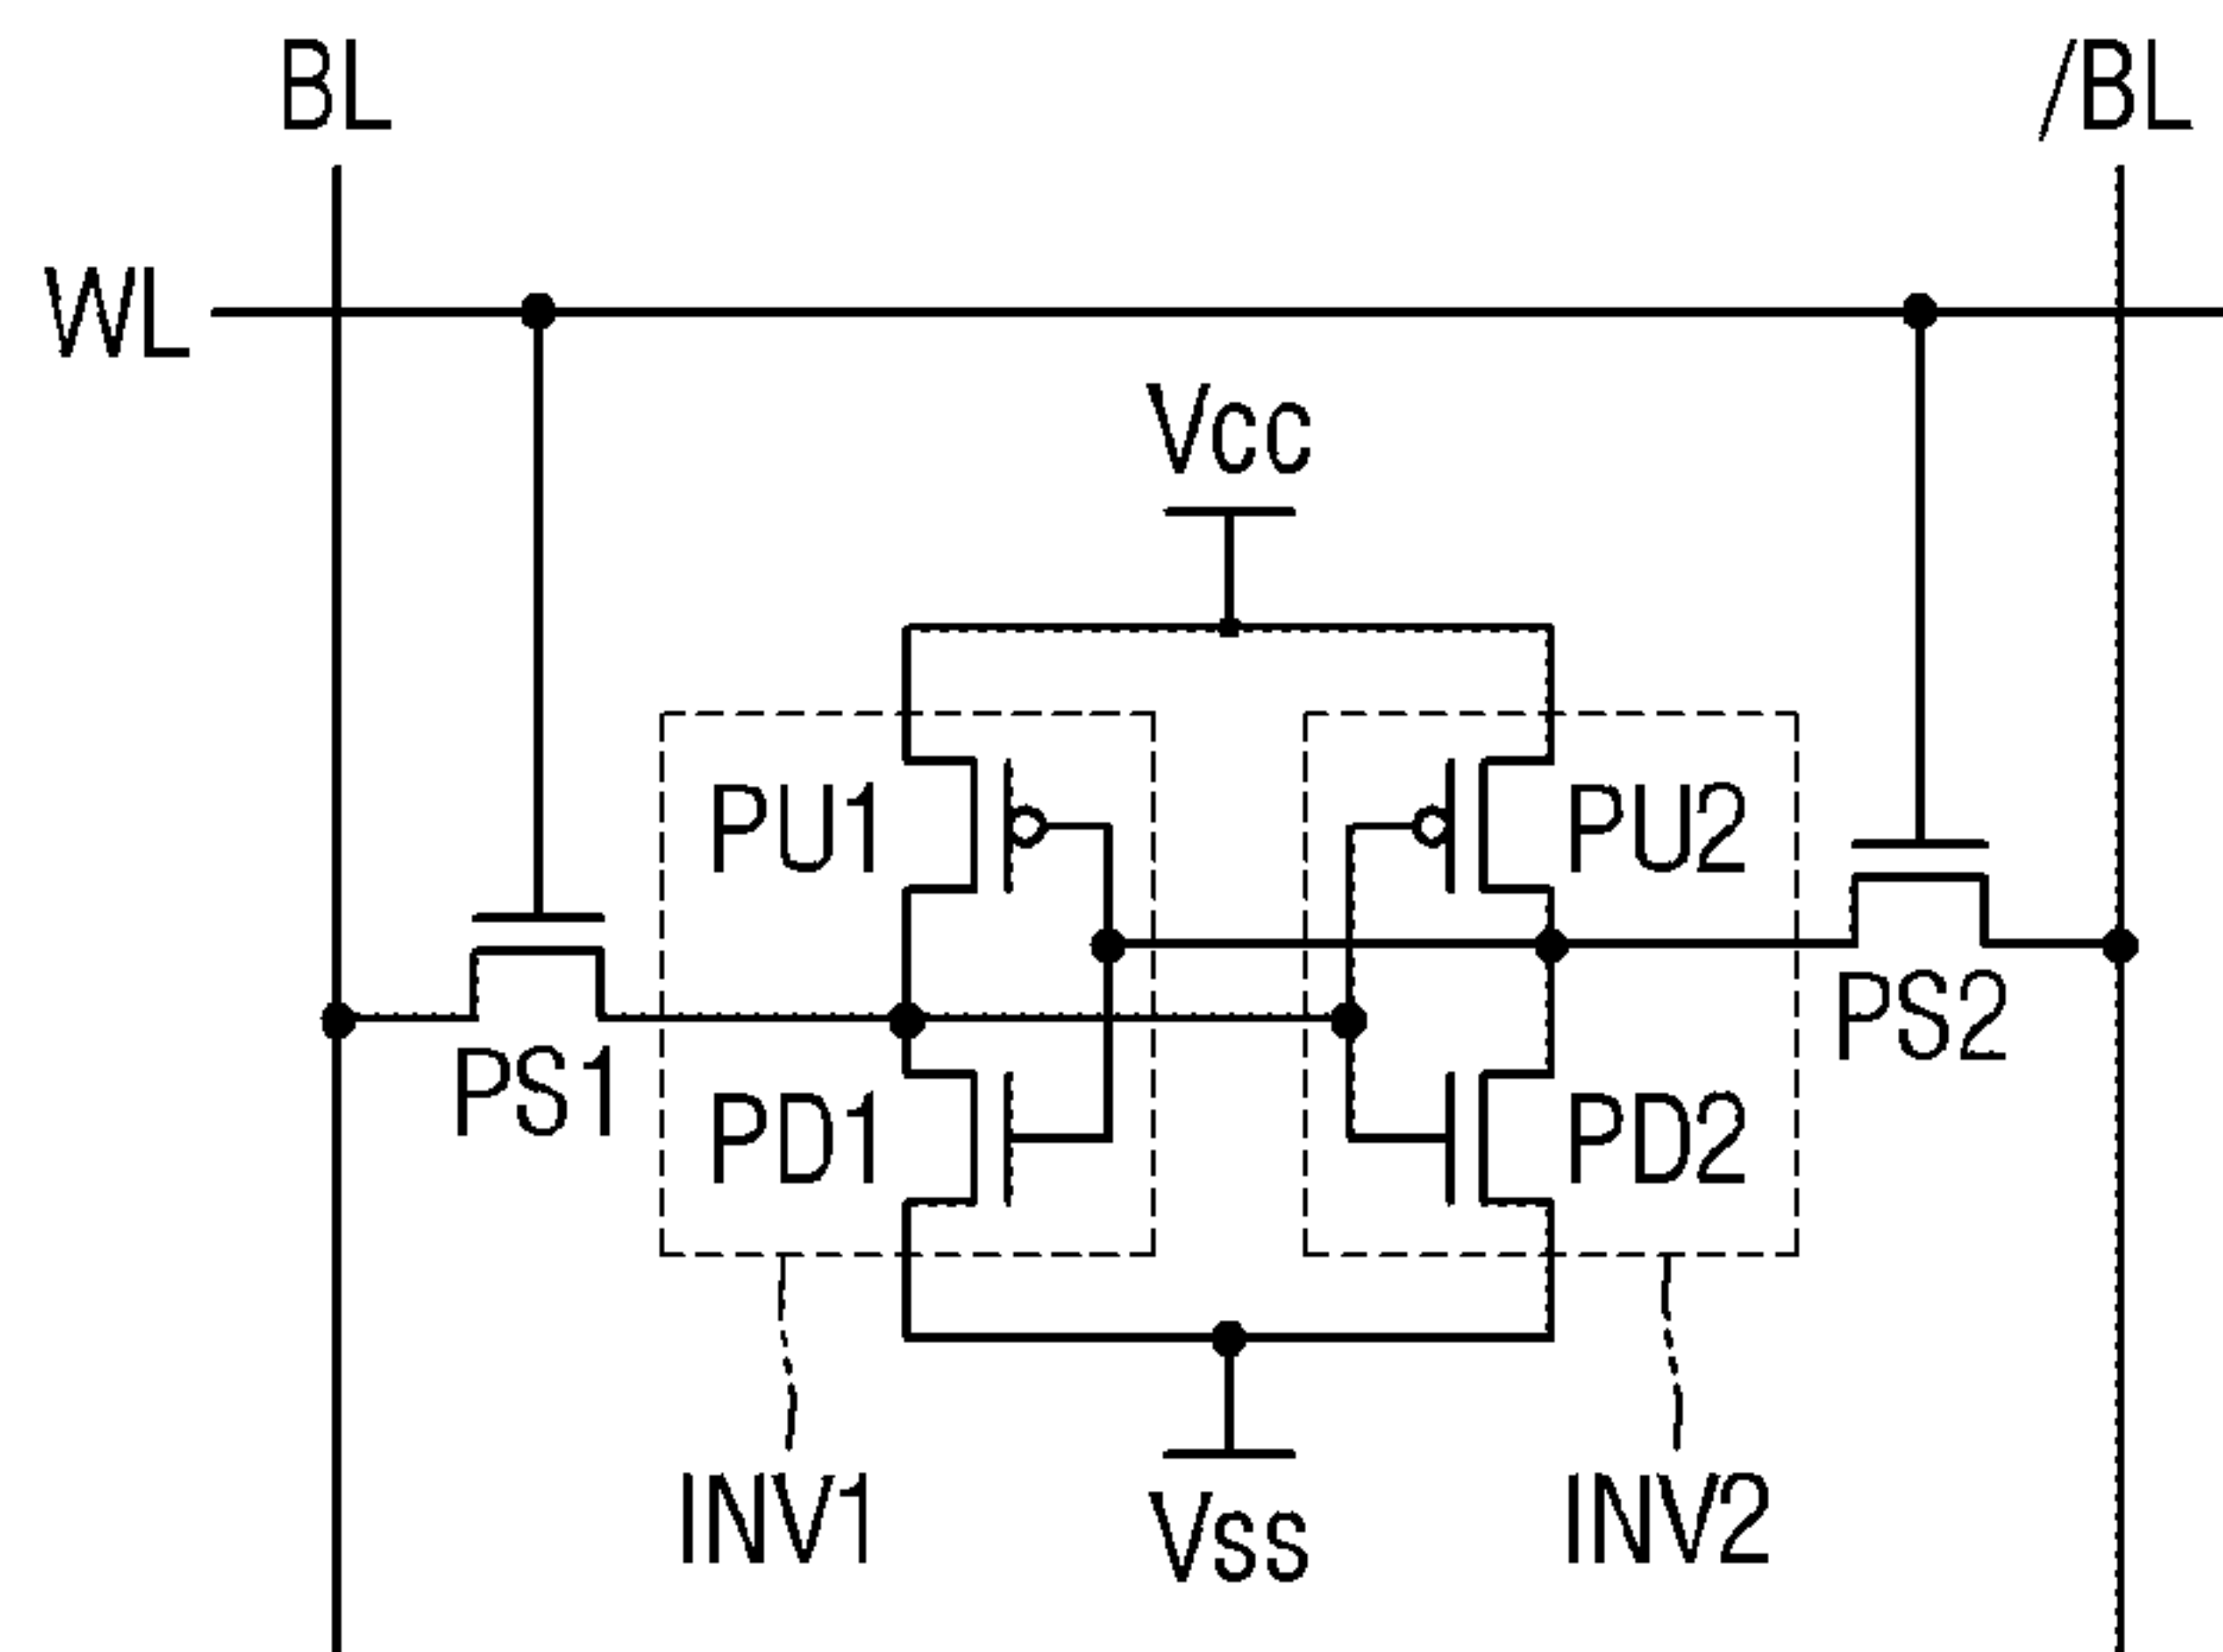 BL
/BL
WL
Vcc
PU1
PU2
PS1
PS2
PD1
PD2
INV1
Vss
INV2